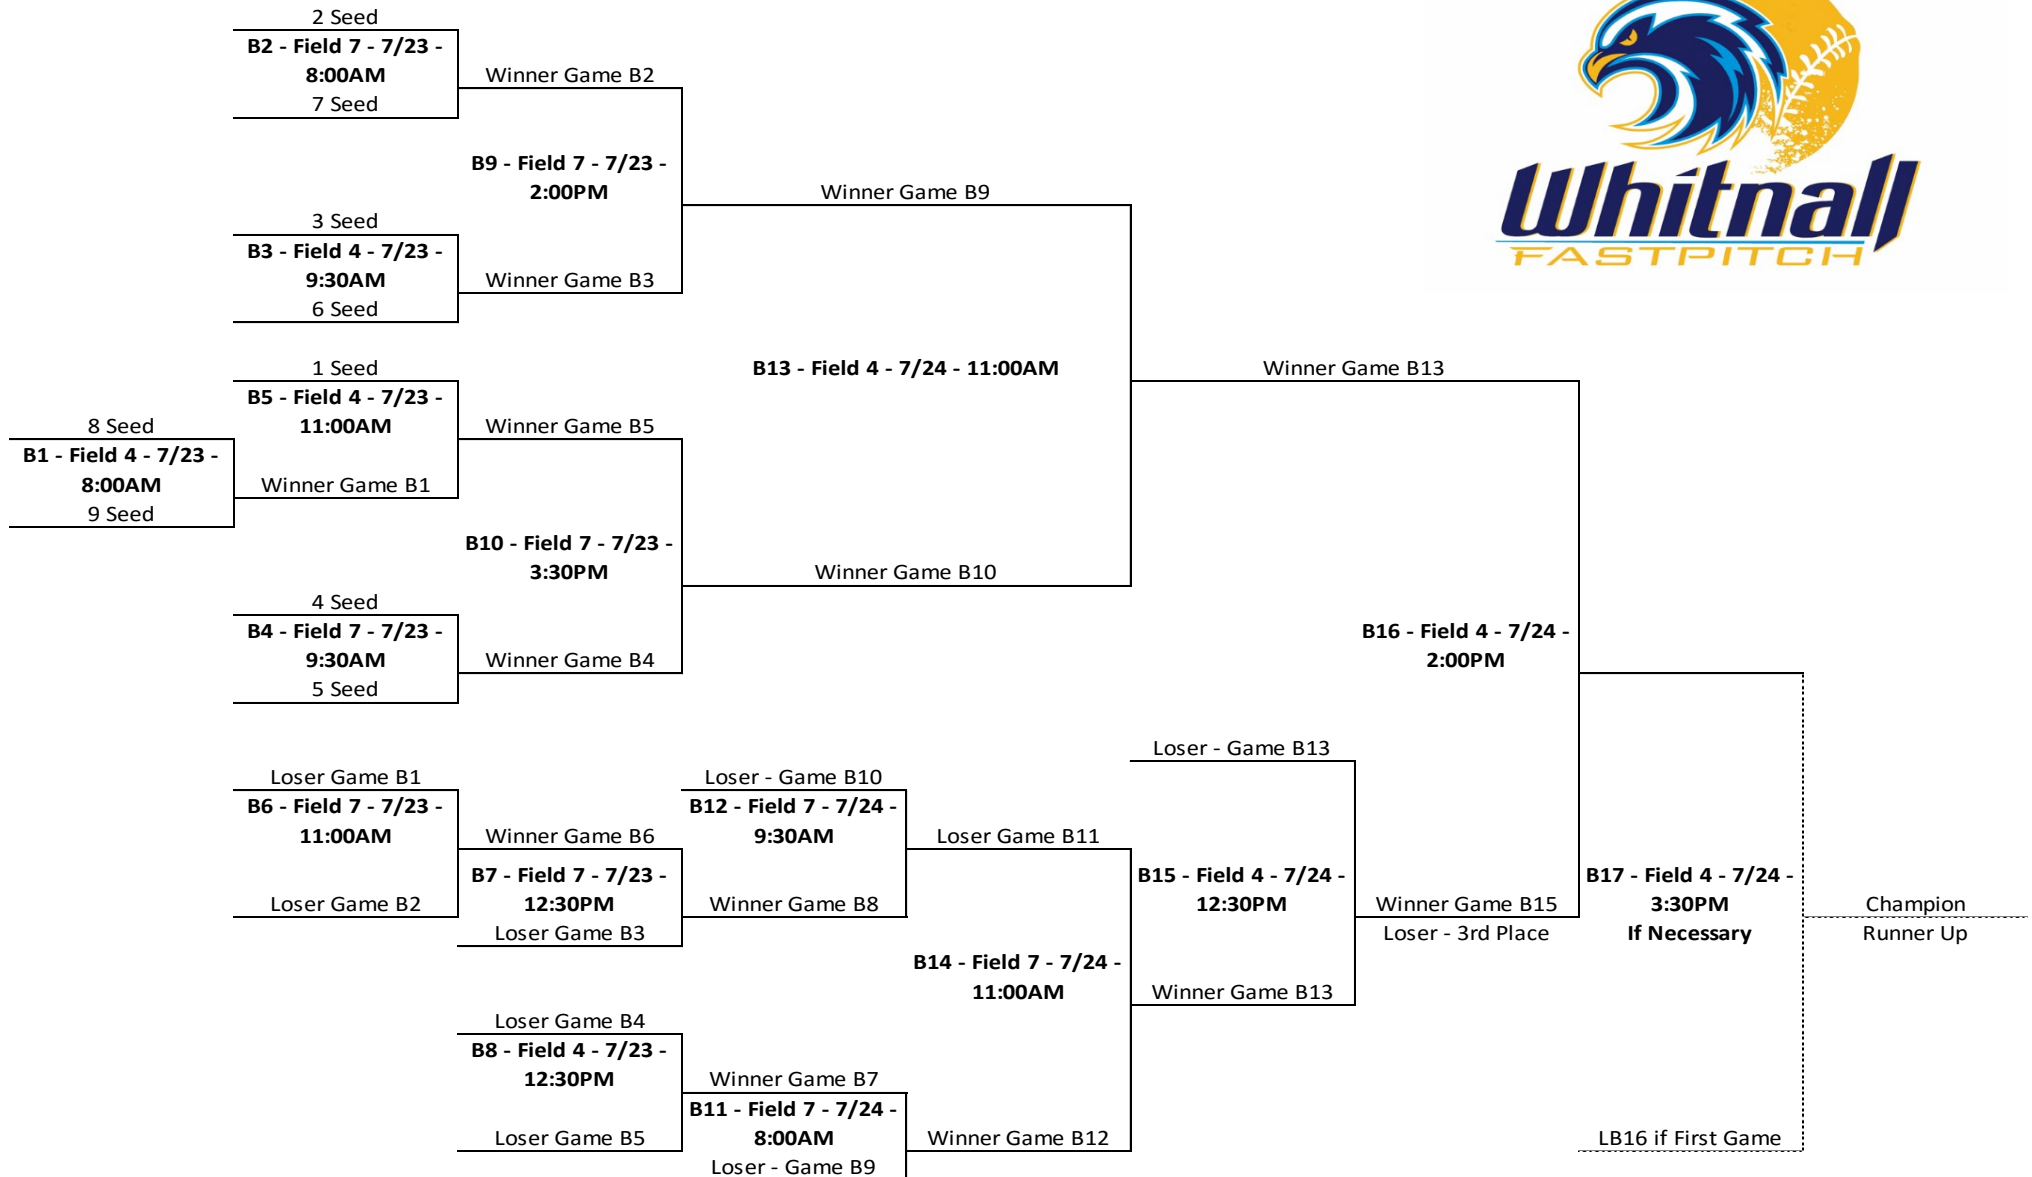 2 Seed
B2 - Field 7 - 7/23 -
8:00AM
7 Seed
Winner Game B2
B9 - Field 7 - 7/23 -
2:00PM
3 Seed
B3 - Field 4 - 7/23 -
9:30AM
6 Seed
Winner Game B3
Winner Game B9
Whitnall
FASTPITCH
1 Seed
B5 - Field 4 - 7/23 -
11:00AM
8 Seed
B1 - Field 4 - 7/23 -
8:00AM
9 Seed
Winner Game B1
Winner Game B5
B13 - Field 4 - 7/24 - 11:00AM
Winner Game B13
B10 - Field 7 - 7/23 -
3:30PM
Winner Game B10
4 Seed
B4 - Field 7 - 7/23 -
9:30AM
5 Seed
Winner Game B4
B16 - Field 4 - 7/24 -
2:00PM
Loser Game B1
B6 - Field 7 - 7/23 -
11:00AM
Loser Game B2
Winner Game B6
B7 - Field 7 - 7/23 -
12:30PM
Loser Game B3
Loser - Game B10
B12 - Field 7 - 7/24 -
9:30AM
Winner Game B8
Loser Game B11
B14 - Field 7 - 7/24 -
11:00AM
Loser - Game B13
B15 - Field 4 - 7/24 -
12:30PM
Winner Game B13
Winner Game B15
Loser - 3rd Place
B17 - Field 4 - 7/24 -
3:30PM
If Necessary
Champion
Runner Up
Loser Game B4
B8 - Field 4 - 7/23 -
12:30PM
Loser Game B5
Winner Game B7
B11 - Field 7 - 7/24 -
8:00AM
Loser - Game B9
Winner Game B12
LB16 if First Game